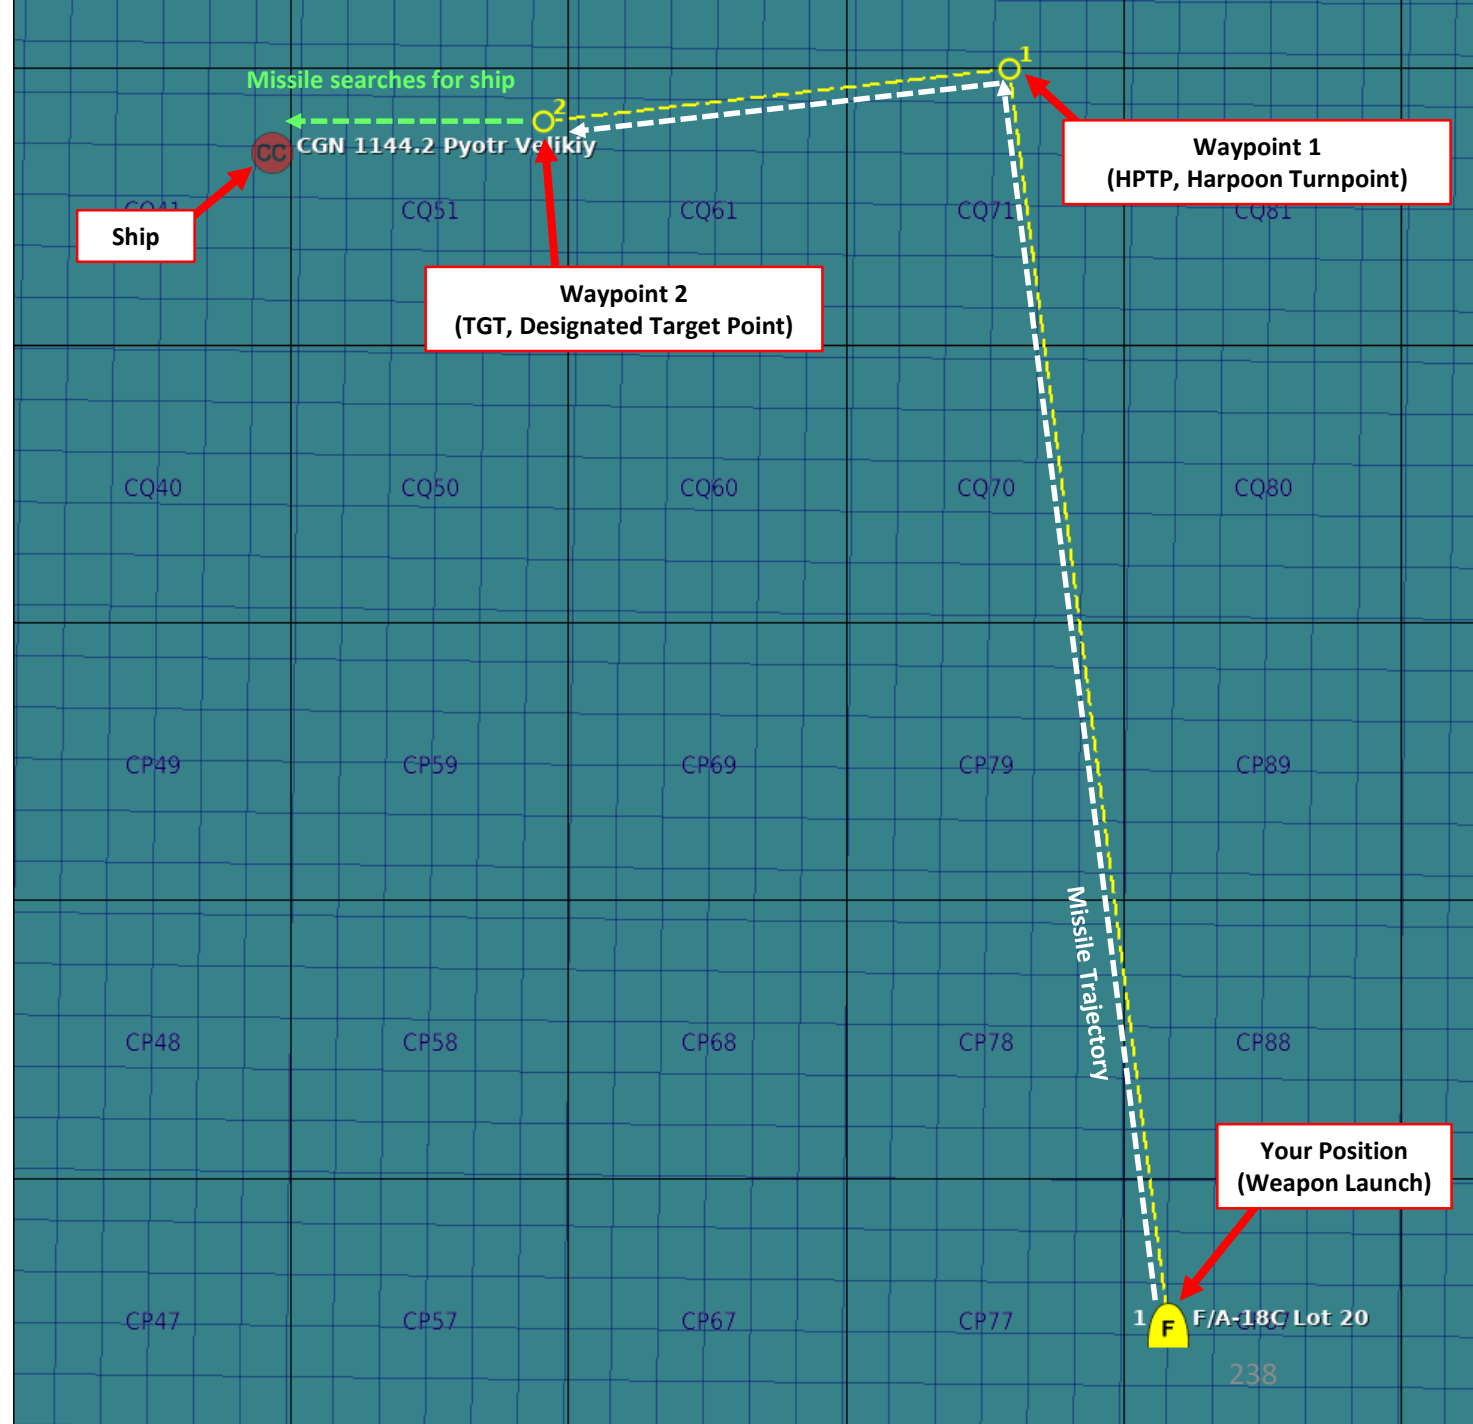 1
Missile searches for ship
2
CC
CGN 1144.2 Pyotr Velikiy
Waypoint 1
(HPTP, Harpoon Turnpoint)
CQ41
CQ51
CQ61
CQ71
CQ81
Ship
Waypoint 2
(TGT, Designated Target Point)
CQ40
CQ50
CQ60
CQ70
CQ80
CP49
CP59
CP69
CP79
CP89
Missile Trajectory
CP48
CP58
CP68
CP78
CP88
Your Position
(Weapon Launch)
CP47
CP57
CP67
CP77
1
F
F/A-18C Lot 20
238